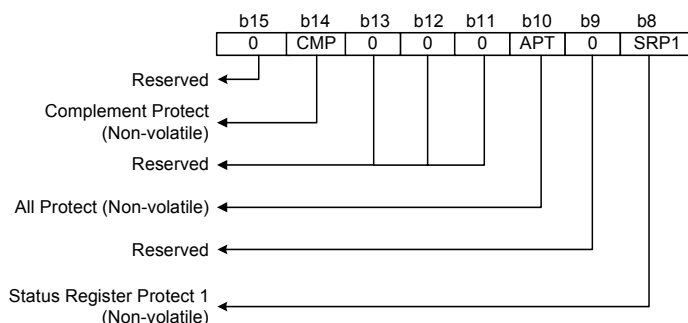 b15 b14 b13 b12 b11 b10 b9 b8
0 CMP 0 0 0 APT 0 SRP1
Reserved
Complement Protect
(Non-volatile)
Reserved
All Protect (Non-volatile)
Reserved
Status Register Protect 1
(Non-volatile)